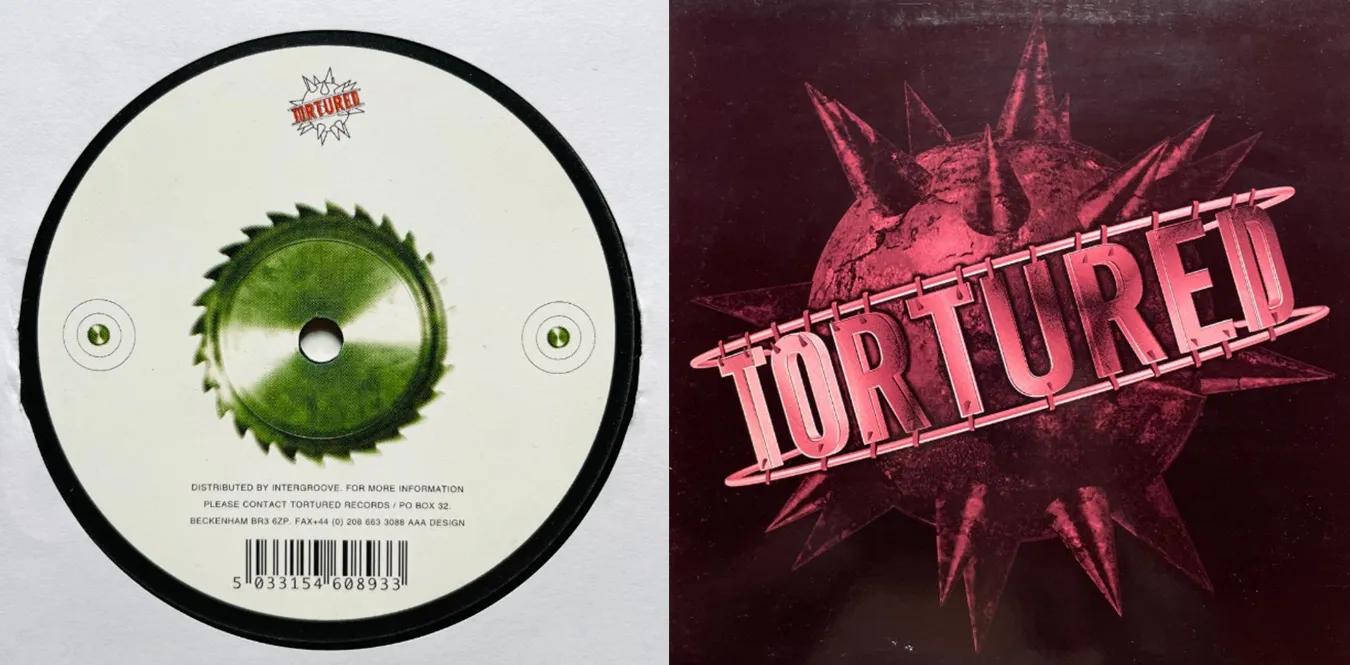 TORTURED
DISTRIBUTED BY INTERGROOVE. FOR MORE INFORMATION
PLEASE CONTACT TORTURED RECORDS / PO BOX 32.
BECKENHAM BR3 6ZP. FAX+44 (0) 208 663 3088 AAA DESIGN
5 033154 608933
TORTURED